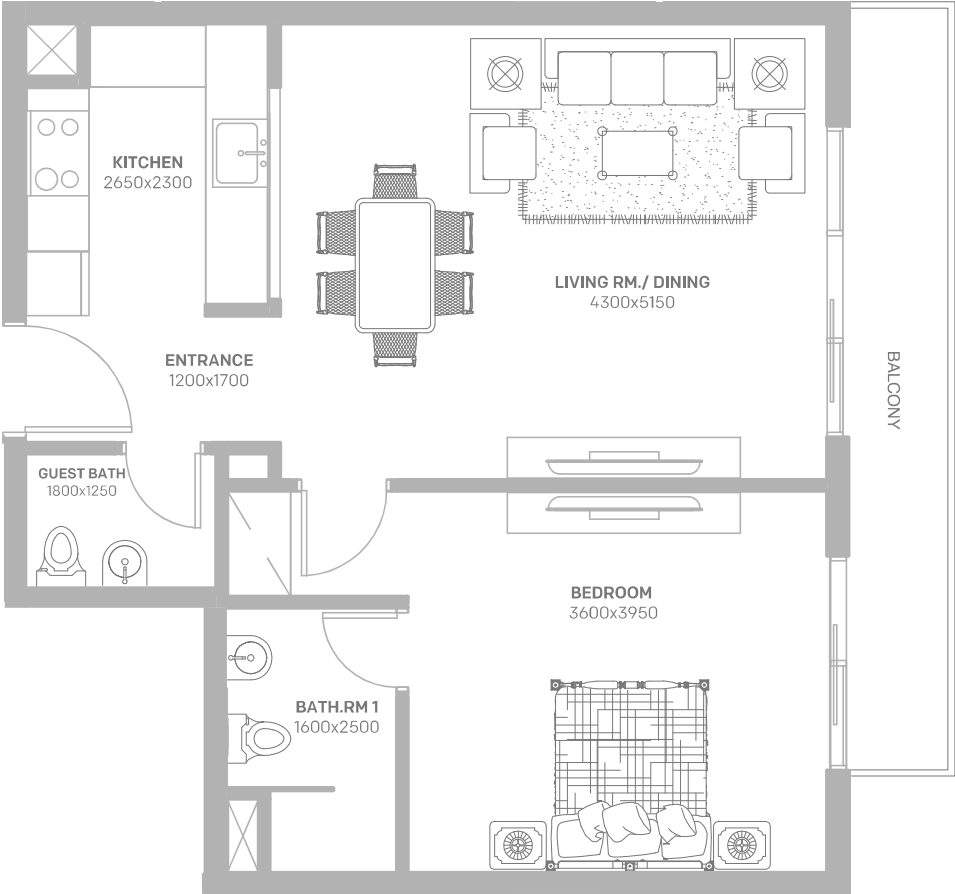 KITCHEN
2650x2300
LIVING RM./ DINING
4300x5150
ENTRANCE
1200x1700
BALCONY
GUEST BATH
1800x1250
BEDROOM
3600x3950
BATH.RM 1
1600x2500